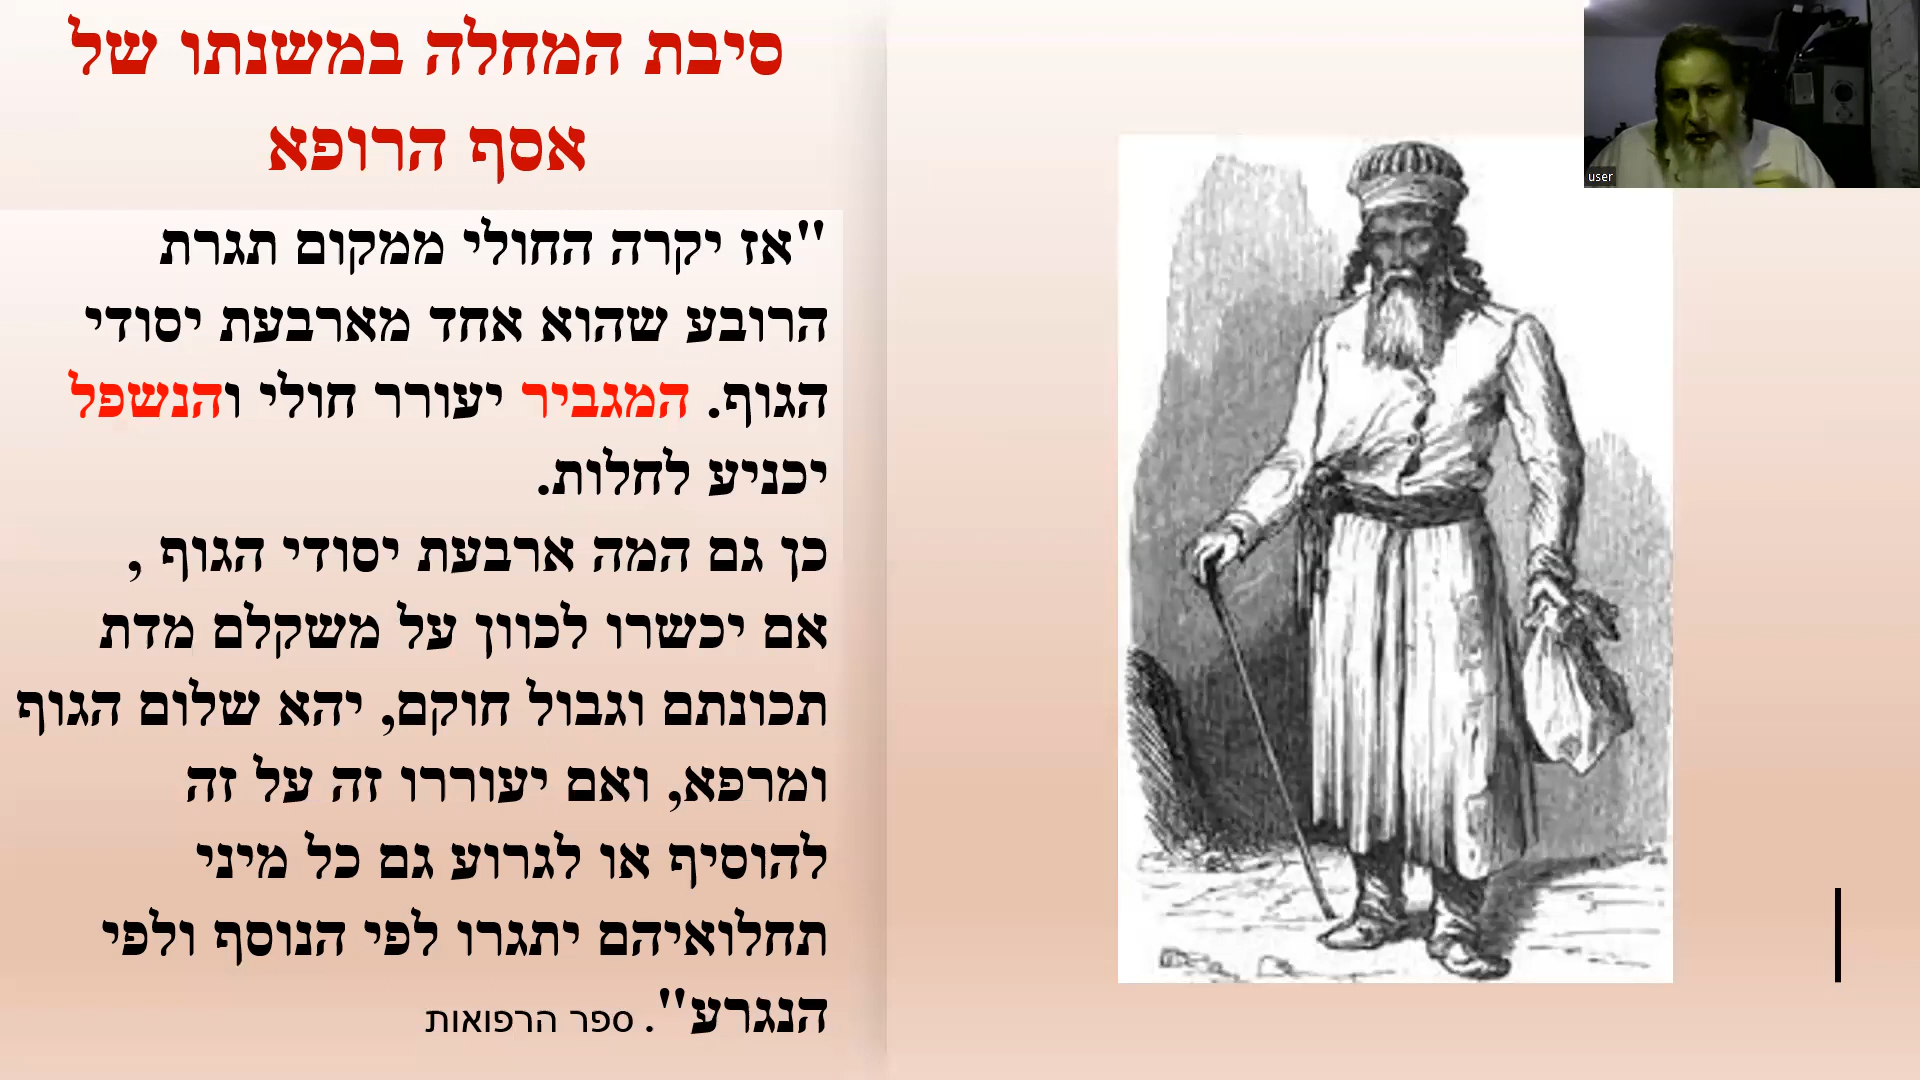 סיבת המחלה במשנתו של
אסף הרופא
"אז יקרה החולי ממקום תגרת
הרובע שהוא אחד מארבעת יסודי
הגוף. המגביר יעורר חולי והנשפל
יכניע לחלות.
כן גם המה ארבעת יסודי הגוף ,
אם יכשרו לכוון על משקלם מדת
תכונתם וגבול חוקם, יהא שלום הגוף
ומרפא, ואם יעוררו זה על זה
להוסיף או לגרוע גם כל מיני
תחלואיהם יתגרו לפי הנוסף ולפי
הנגרע". ספר הרפואות
user